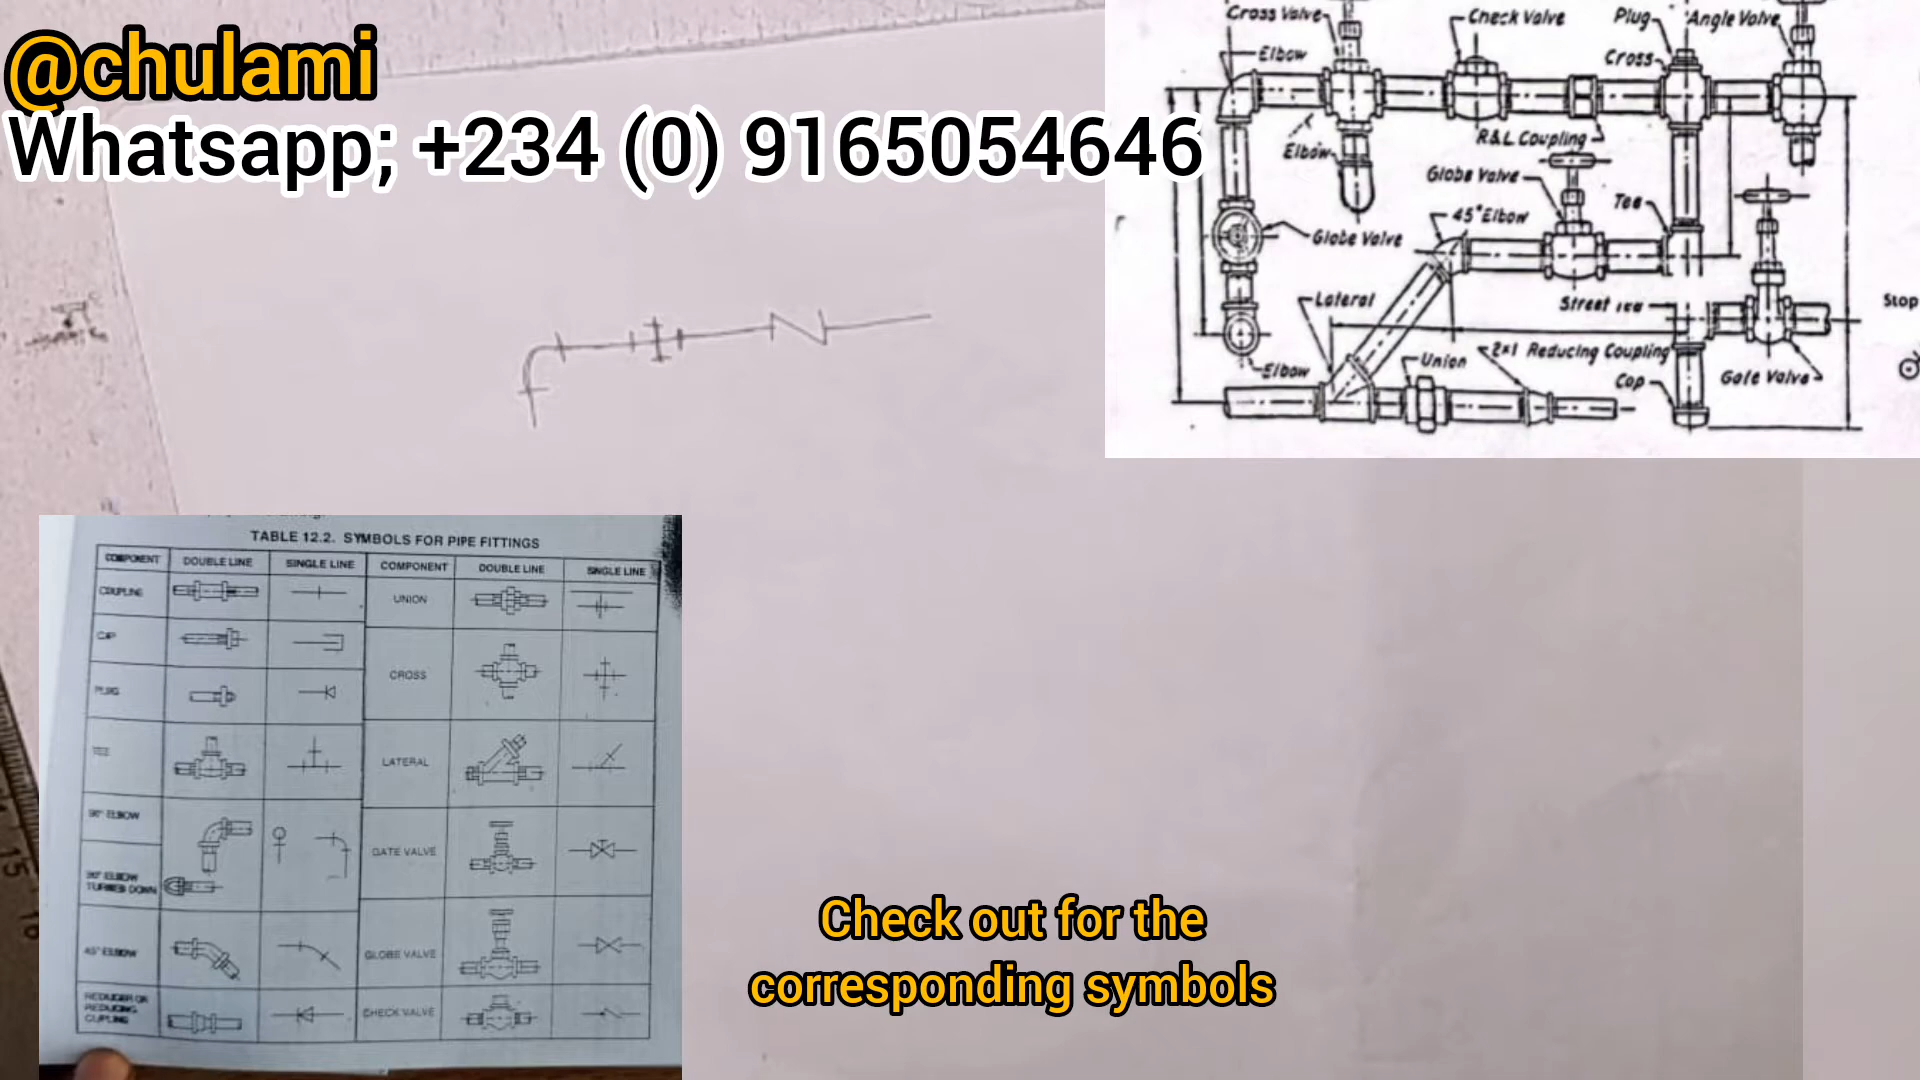 @chulami
Whatsapp; +234 (0) 9165054646
Cross Valve
Check Valve
Plug
Angle Valve
Elbow
Cross
R&L Coupling
Elbow
Globe Valve
Tee
45° Elbow
Globe Valve
Lateral
Street Tee
Stop
Union
2×1 Reducing Coupling
Elbow
Cap
Gate Valve
TABLE 12.2. SYMBOLS FOR PIPE FITTINGS
COMPONENT DOUBLE LINE SINGLE LINE COMPONENT DOUBLE LINE SINGLE LINE
COUPLING
UNION
CAP
CROSS
PLUG
TEE
LATERAL
90° ELBOW
GATE VALVE
90° ELBOW
TURNED DOWN
45° ELBOW
GLOBE VALVE
REDUCER OR
REDUCING
CUPLING
CHECK VALVE
15
16
Check out for the
corresponding symbols